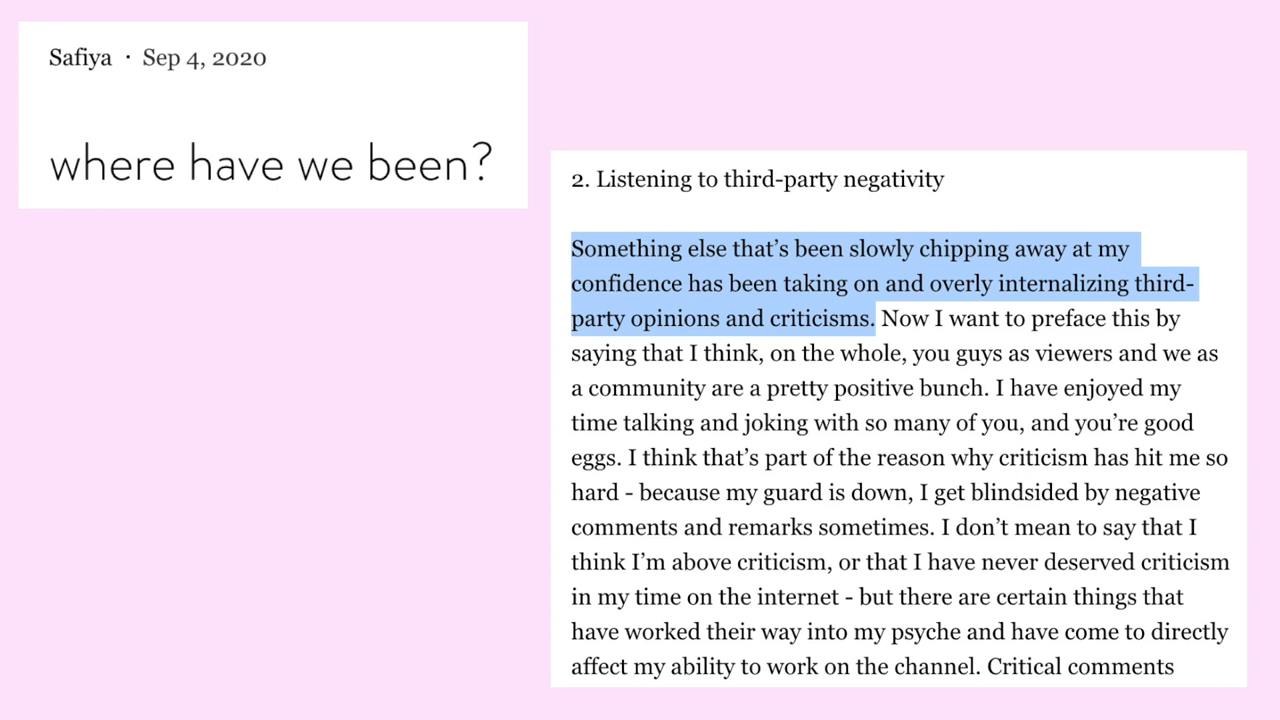 Safiya · Sep 4, 2020
where have we been?
2. Listening to third-party negativity
Something else that’s been slowly chipping away at my
confidence has been taking on and overly internalizing third-
party opinions and criticisms. Now I want to preface this by
saying that I think, on the whole, you guys as viewers and we as
a community are a pretty positive bunch. I have enjoyed my
time talking and joking with so many of you, and you’re good
eggs. I think that’s part of the reason why criticism has hit me so
hard - because my guard is down, I get blindsided by negative
comments and remarks sometimes. I don’t mean to say that I
think I’m above criticism, or that I have never deserved criticism
in my time on the internet - but there are certain things that
have worked their way into my psyche and have come to directly
affect my ability to work on the channel. Critical comments